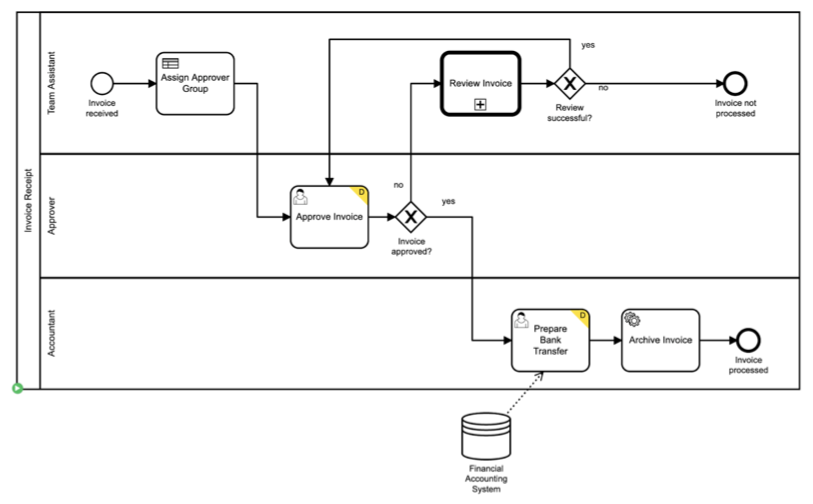 Invoice Receipt
Team Assistant
Invoice
received
Assign Approver
Group
Review Invoice
yes
Review
successful?
no
Invoice not
processed
Approver
D
Approve Invoice
no
Invoice
approved?
yes
Accountant
D
Prepare
Bank
Transfer
Archive Invoice
Invoice
processed
Financial
Accounting
System